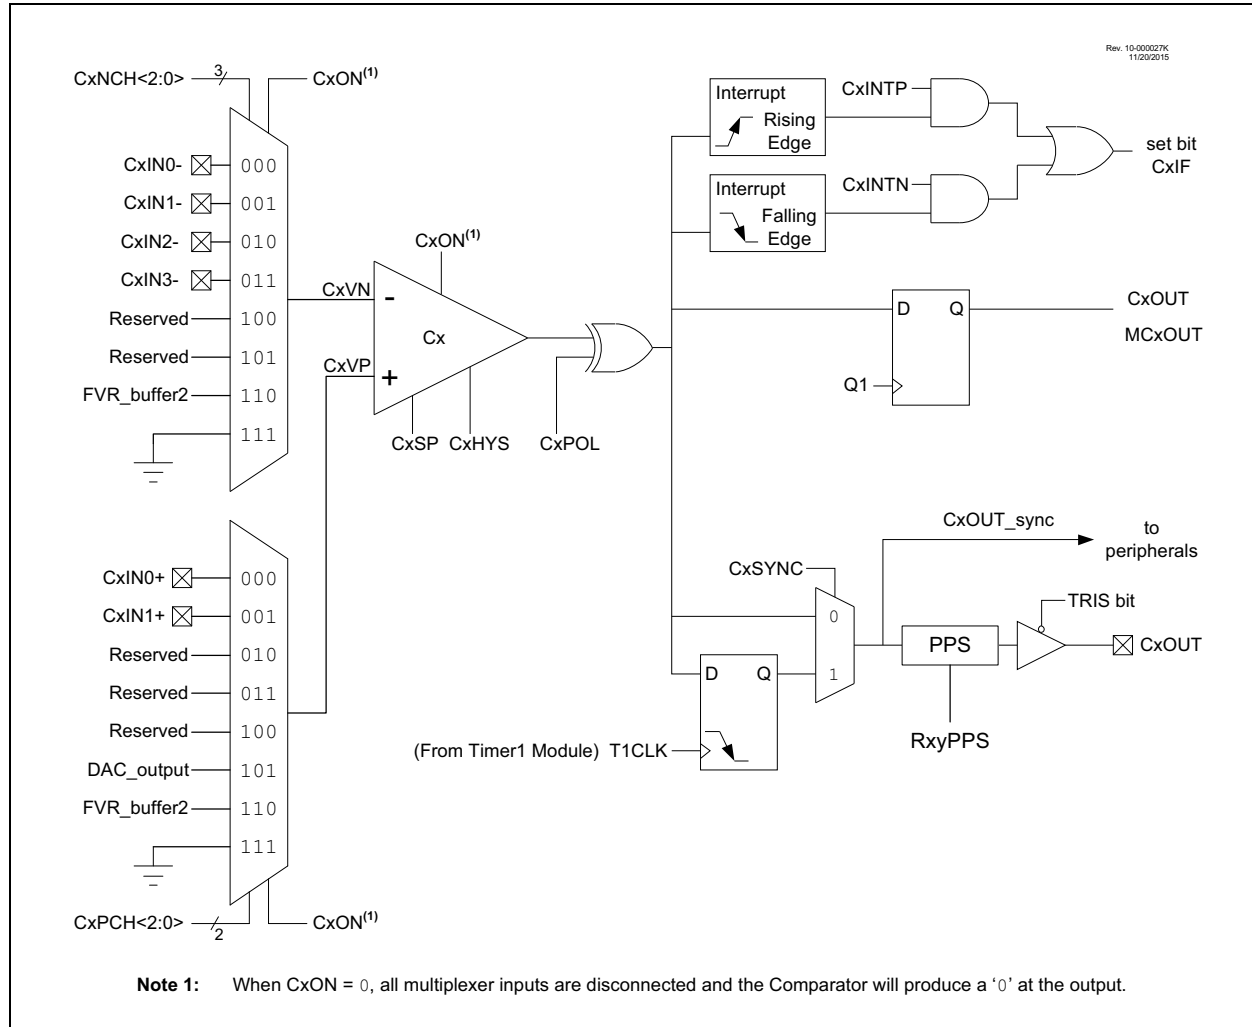 Rev. 10-000027K
11/20/2015
CxNCH<2:0>
3
CxON(1)
CxIN0-
000
CxIN1-
001
CxIN2-
010
CxIN3-
011
Reserved
100
Reserved
101
FVR_buffer2
110
111
CxVN
CxVP
CxON(1)
-
+
Cx
CxSP
CxHYS
CxPOL
Interrupt
Rising
Edge
CxINTP
Interrupt
Falling
Edge
CxINTN
set bit
CxIF
D
Q
Q1
CxOUT
MCxOUT
CxIN0+
000
CxIN1+
001
Reserved
010
Reserved
011
Reserved
100
DAC_output
101
FVR_buffer2
110
111
CxPCH<2:0>
2
CxON(1)
CxOUT_sync
to
peripherals
CxSYNC
0
1
D
Q
(From Timer1 Module) T1CLK
PPS
RxyPPS
TRIS bit
CxOUT
Note 1: When CxON = 0, all multiplexer inputs are disconnected and the Comparator will produce a ‘0’ at the output.